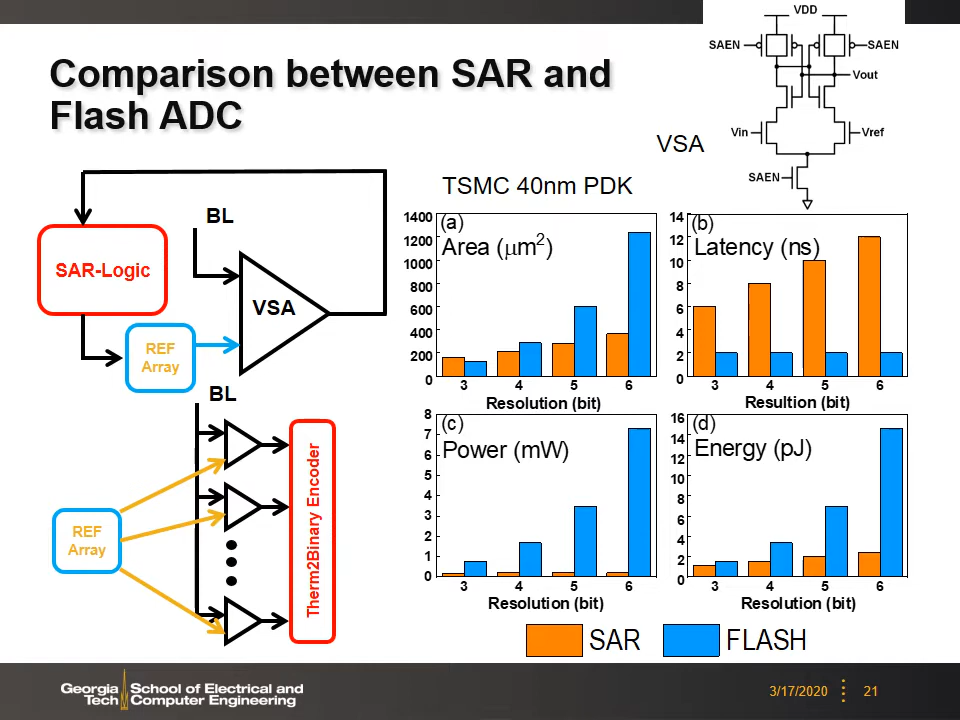 Comparison between SAR and
Flash ADC
VDD
SAEN
SAEN
Vout
Vin
Vref
SAEN
VSA
TSMC 40nm PDK
SAR-Logic
BL
VSA
REF
Array
BL
REF
Array
Therm2Binary Encoder
(a)
Area (μm2)
1400
1200
1000
800
600
400
200
0
3 4 5 6
Resolution (bit)
(b)
Latency (ns)
14
12
10
8
6
4
2
0
3 4 5 6
Resultion (bit)
(c)
Power (mW)
8
7
6
5
4
3
2
1
0
3 4 5 6
Resolution (bit)
(d)
Energy (pJ)
16
14
12
10
8
6
4
2
0
3 4 5 6
Resolution (bit)
SAR FLASH
Georgia Tech School of Electrical and Computer Engineering
3/17/2020 21